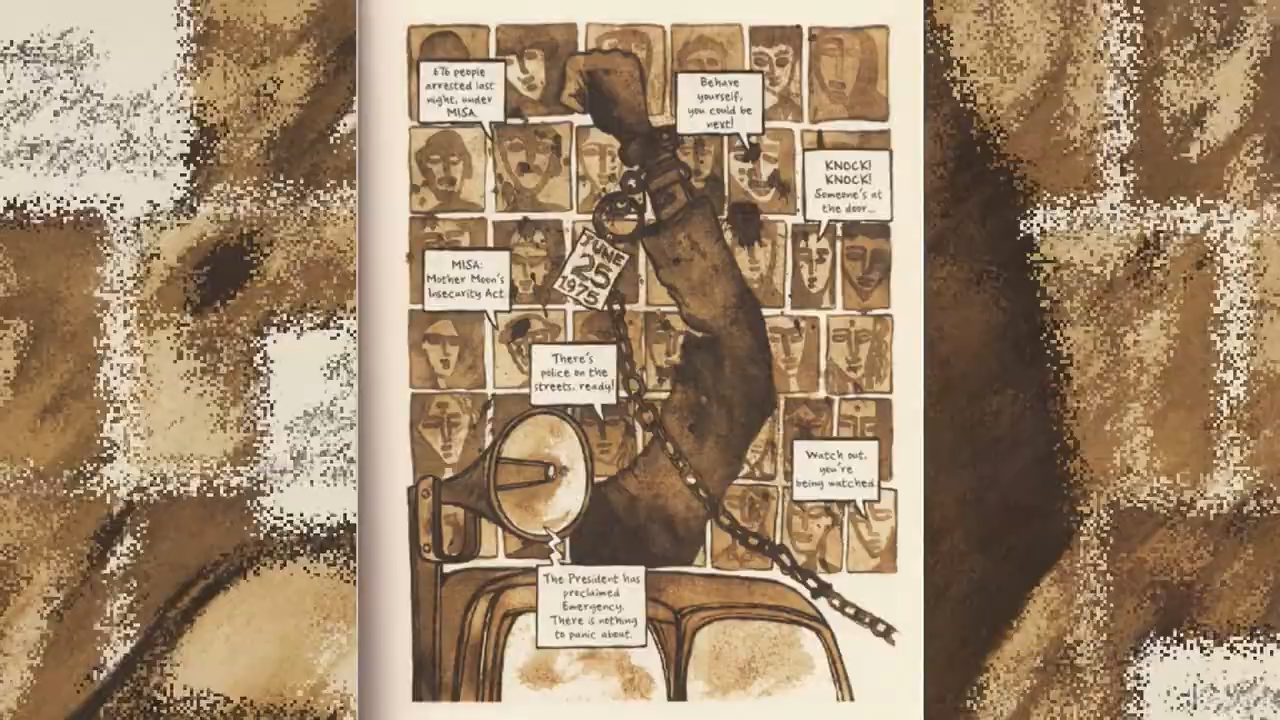 676 people
arrested last
night, under
MISA.
Behave
yourself,
you could be
next!
KNOCK!
KNOCK!
Someone's at
the door...
JUNE
25
1975
MISA:
Mother Moon's
Insecurity Act
There's
police on the
streets, ready!
Watch out,
you're
being watched
The President has
proclaimed
Emergency.
There is nothing
to panic about.